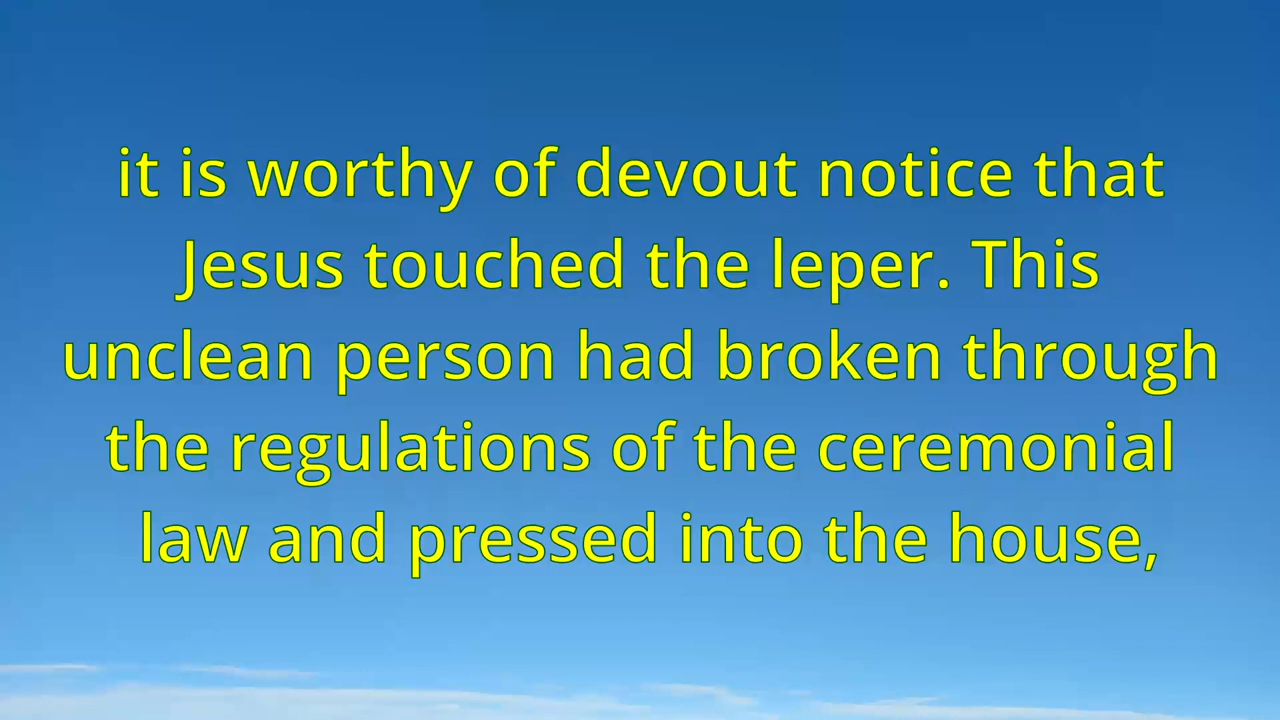 it is worthy of devout notice that
Jesus touched the leper. This
unclean person had broken through
the regulations of the ceremonial
law and pressed into the house,